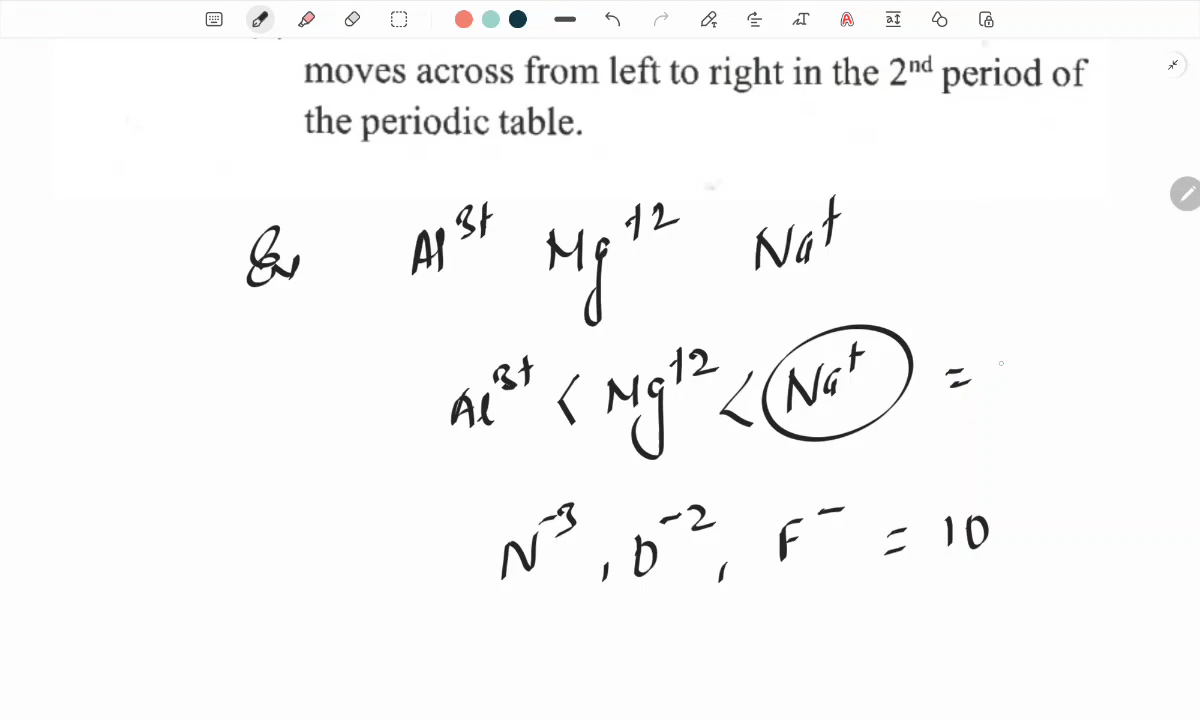 moves across from left to right in the 2nd period of
the periodic table.
Ex Al3+ Mg+2 Na+
Al3+ < Mg+2 < Na+ =
N-3, O-2, F- = 10